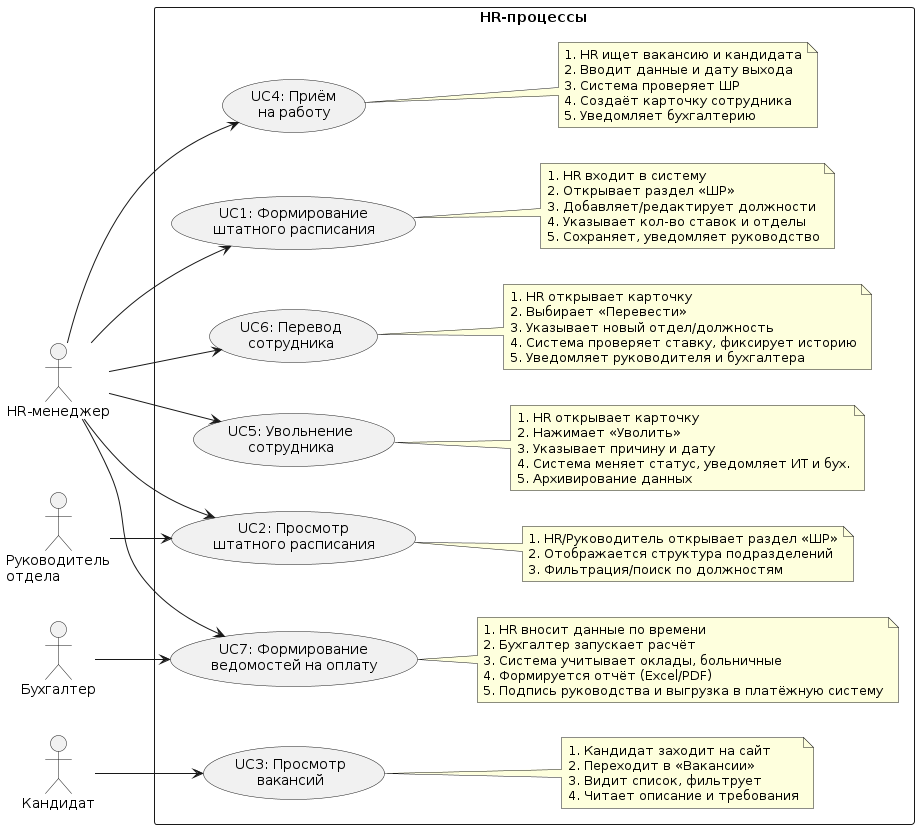 HR-процессы
UC4: Приём
на работу
1. HR ищет вакансию и кандидата
2. Вводит данные и дату выхода
3. Система проверяет ШР
4. Создаёт карточку сотрудника
5. Уведомляет бухгалтерию
UC1: Формирование
штатного расписания
1. HR входит в систему
2. Открывает раздел «ШР»
3. Добавляет/редактирует должности
4. Указывает кол-во ставок и отделы
5. Сохраняет, уведомляет руководство
UC6: Перевод
сотрудника
1. HR открывает карточку
2. Выбирает «Перевести»
3. Указывает новый отдел/должность
4. Система проверяет ставку, фиксирует историю
5. Уведомляет руководителя и бухгалтера
HR-менеджер
UC5: Увольнение
сотрудника
1. HR открывает карточку
2. Нажимает «Уволить»
3. Указывает причину и дату
4. Система меняет статус, уведомляет ИТ и бух.
5. Архивирование данных
Руководитель
отдела
UC2: Просмотр
штатного расписания
1. HR/Руководитель открывает раздел «ШР»
2. Отображается структура подразделений
3. Фильтрация/поиск по должностям
Бухгалтер
UC7: Формирование
ведомостей на оплату
1. HR вносит данные по времени
2. Бухгалтер запускает расчёт
3. Система учитывает оклады, больничные
4. Формируется отчёт (Excel/PDF)
5. Подпись руководства и выгрузка в платёжную систему
Кандидат
UC3: Просмотр
вакансий
1. Кандидат заходит на сайт
2. Переходит в «Вакансии»
3. Видит список, фильтрует
4. Читает описание и требования